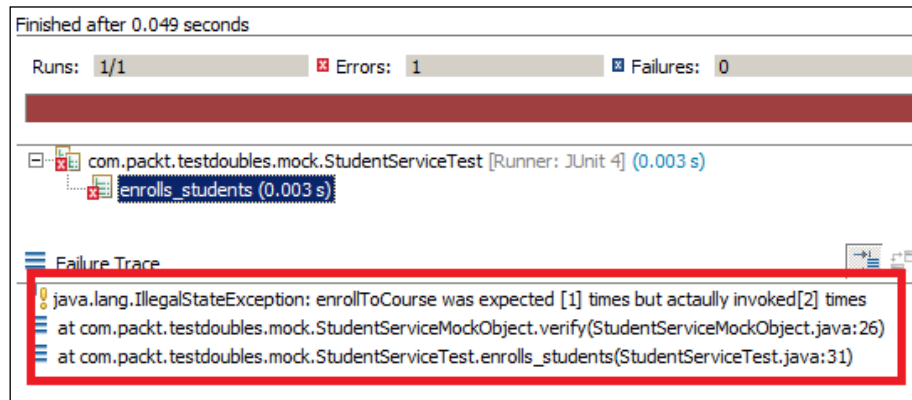 Finished after 0.049 seconds
Runs: 1/1 Errors: 1 Failures: 0
com.packt.testdoubles.mock.StudentServiceTest [Runner: JUnit 4] (0.003 s)
enrolls_students (0.003 s)
Failure Trace
java.lang.IllegalStateException: enrollToCourse was expected [1] times but actaully invoked[2] times
at com.packt.testdoubles.mock.StudentServiceMockObject.verify(StudentServiceMockObject.java:26)
at com.packt.testdoubles.mock.StudentServiceTest.enrolls_students(StudentServiceTest.java:31)